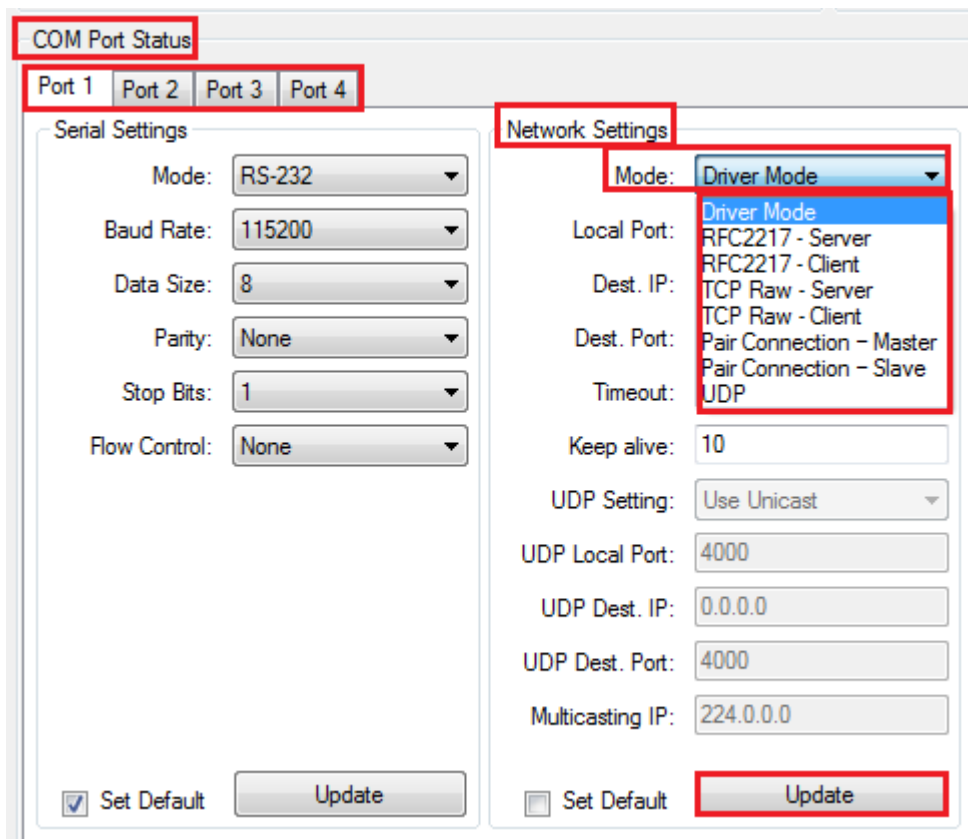 COM Port Status
Port 1 Port 2 Port 3 Port 4
Serial Settings
Mode: RS-232
Baud Rate: 115200
Data Size: 8
Parity: None
Stop Bits: 1
Flow Control: None
Set Default Update
Network Settings
Mode: Driver Mode
Driver Mode
RFC2217 - Server
RFC2217 - Client
TCP Raw - Server
TCP Raw - Client
Pair Connection – Master
Pair Connection – Slave
UDP
Local Port:
Dest. IP:
Dest. Port:
Timeout:
Keep alive: 10
UDP Setting: Use Unicast
UDP Local Port: 4000
UDP Dest. IP: 0.0.0.0
UDP Dest. Port: 4000
Multicasting IP: 224.0.0.0
Set Default Update